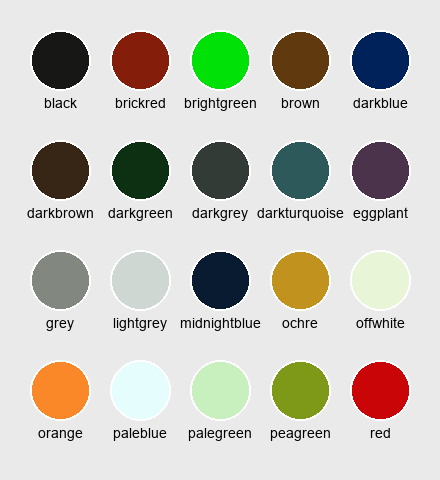 black brickred brightgreen brown darkblue
darkbrown darkgreen darkgrey darkturquoise eggplant
grey lightgrey midnightblue ochre offwhite
orange paleblue palegreen peagreen red